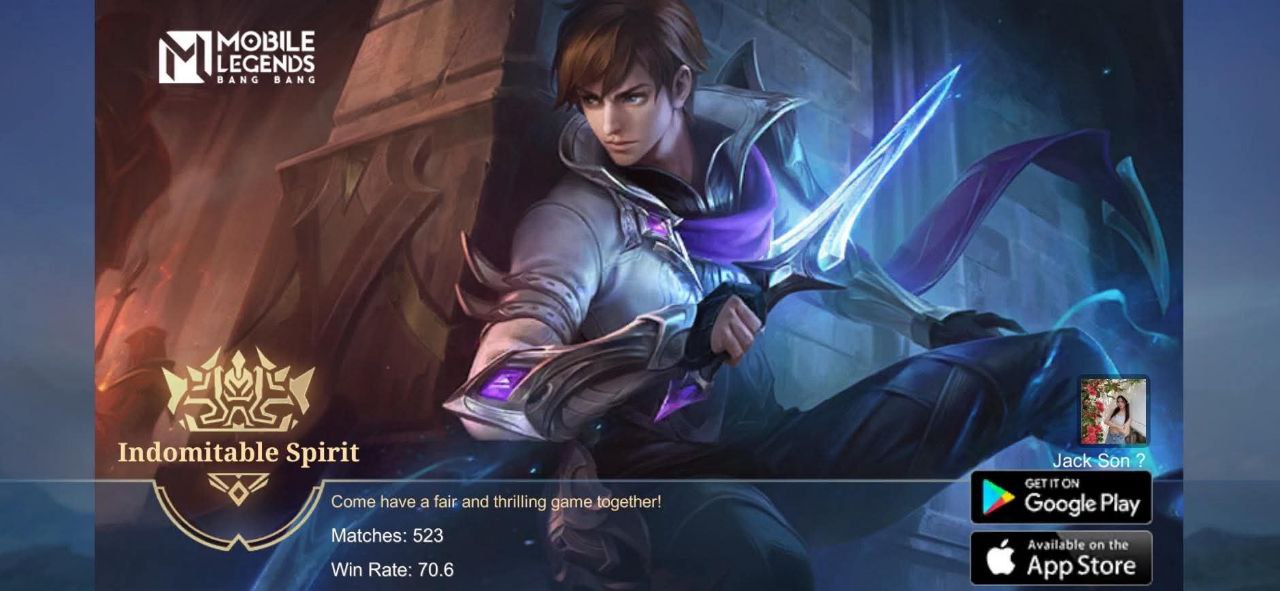 MOBILE
LEGENDS
BANG BANG
Indomitable Spirit
Come have a fair and thrilling game together!
Matches: 523
Win Rate: 70.6
Jack Son ?
GET IT ON
Google Play
Available on the
App Store